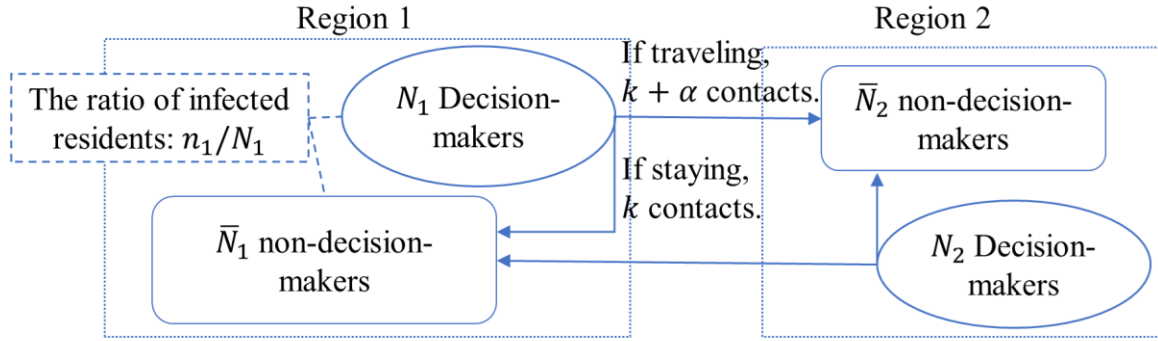 Region 1
Region 2
The ratio of infected
residents: n₁/N₁
N₁ Decision-
makers
If traveling,
k + α contacts.
N̅₂ non-decision-
makers
If staying,
k contacts.
N̅₁ non-decision-
makers
N₂ Decision-
makers